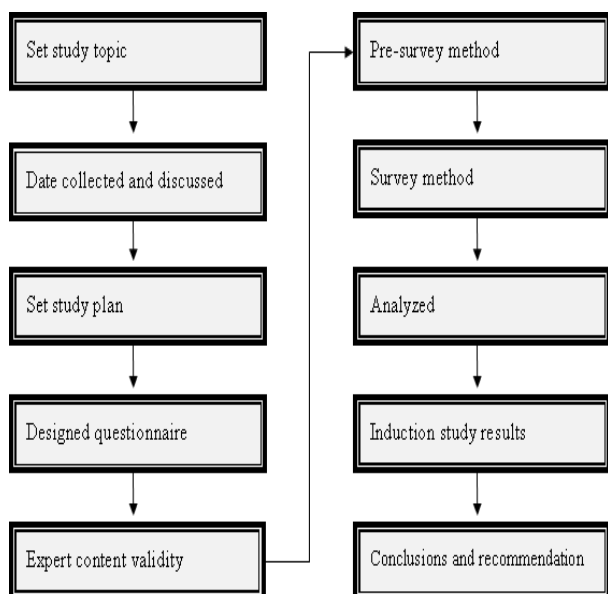 Set study topic
Date collected and discussed
Set study plan
Designed questionnaire
Expert content validity
Pre-survey method
Survey method
Analyzed
Induction study results
Conclusions and recommendation